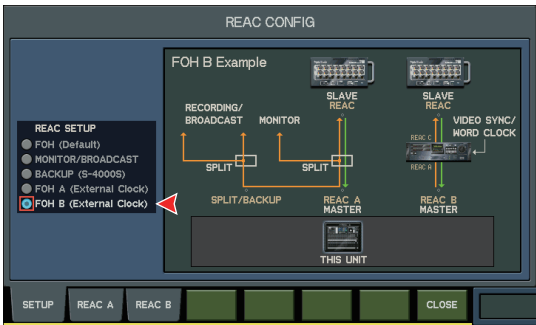 REAC CONFIG
REAC SETUP
FOH (Default)
MONITOR/BROADCAST
BACKUP (S-4000S)
FOH A (External Clock)
FOH B (External Clock)
FOH B Example
SLAVE
REAC
SLAVE
REAC
RECORDING/
BROADCAST
MONITOR
VIDEO SYNC/
WORD CLOCK
REAC C
REAC A
SPLIT
SPLIT
SPLIT/BACKUP
REAC A
MASTER
REAC B
MASTER
THIS UNIT
SETUP
REAC A
REAC B
CLOSE